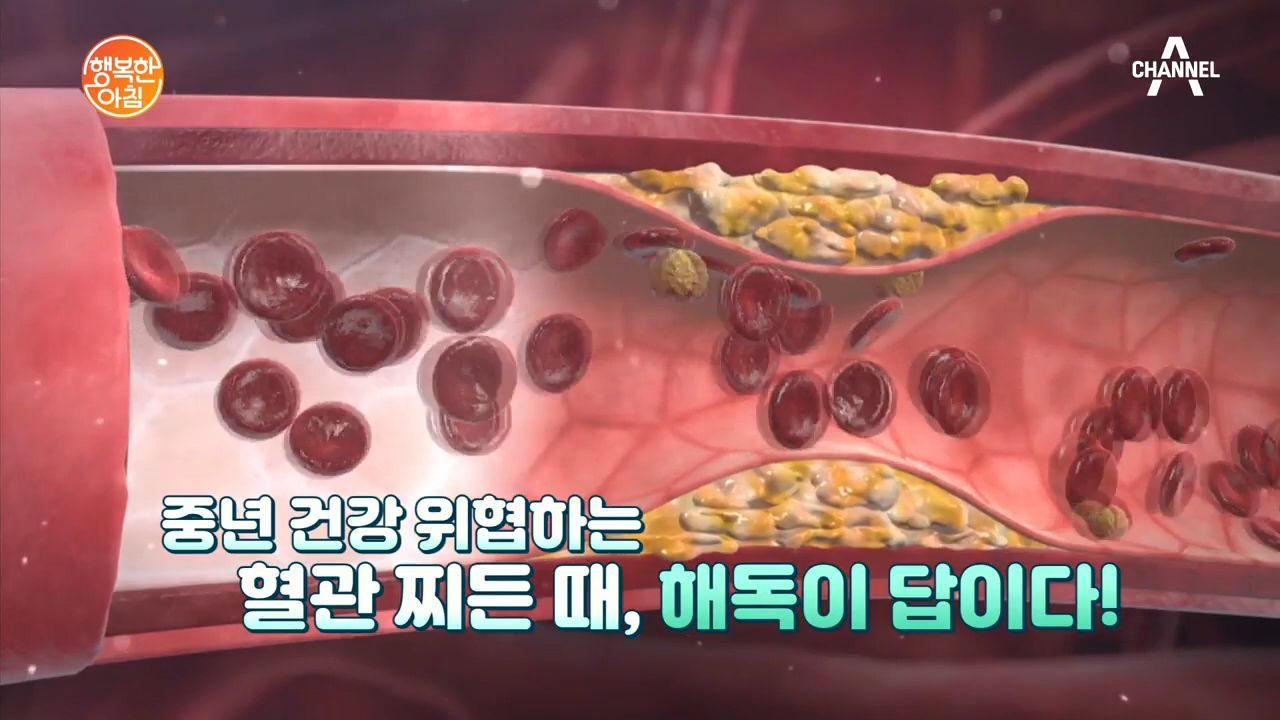 행복한
아침
CHANNEL A
중년 건강 위협하는
혈관 찌든 때, 해독이 답이다!